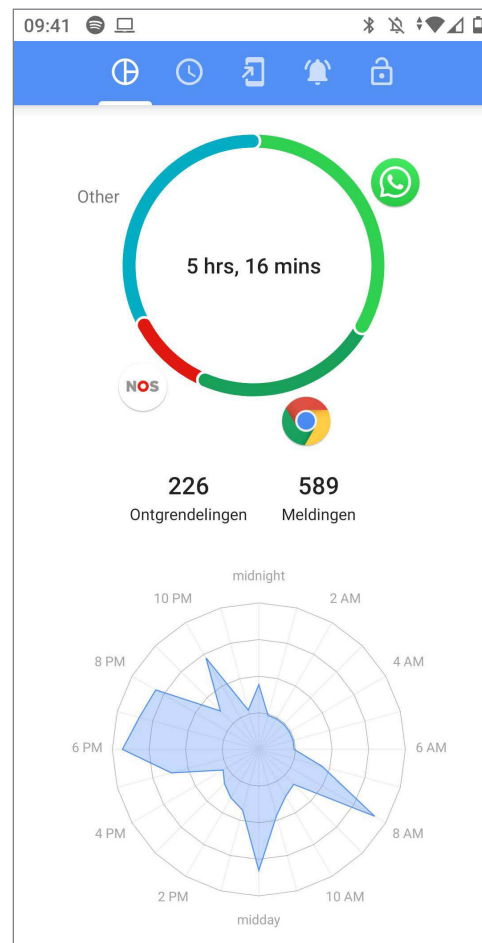 09:41
Other
5 hrs, 16 mins
NOS
226
Ontgrendelingen
589
Meldingen
midnight
10 PM
2 AM
8 PM
4 AM
6 PM
6 AM
4 PM
8 AM
2 PM
10 AM
midday